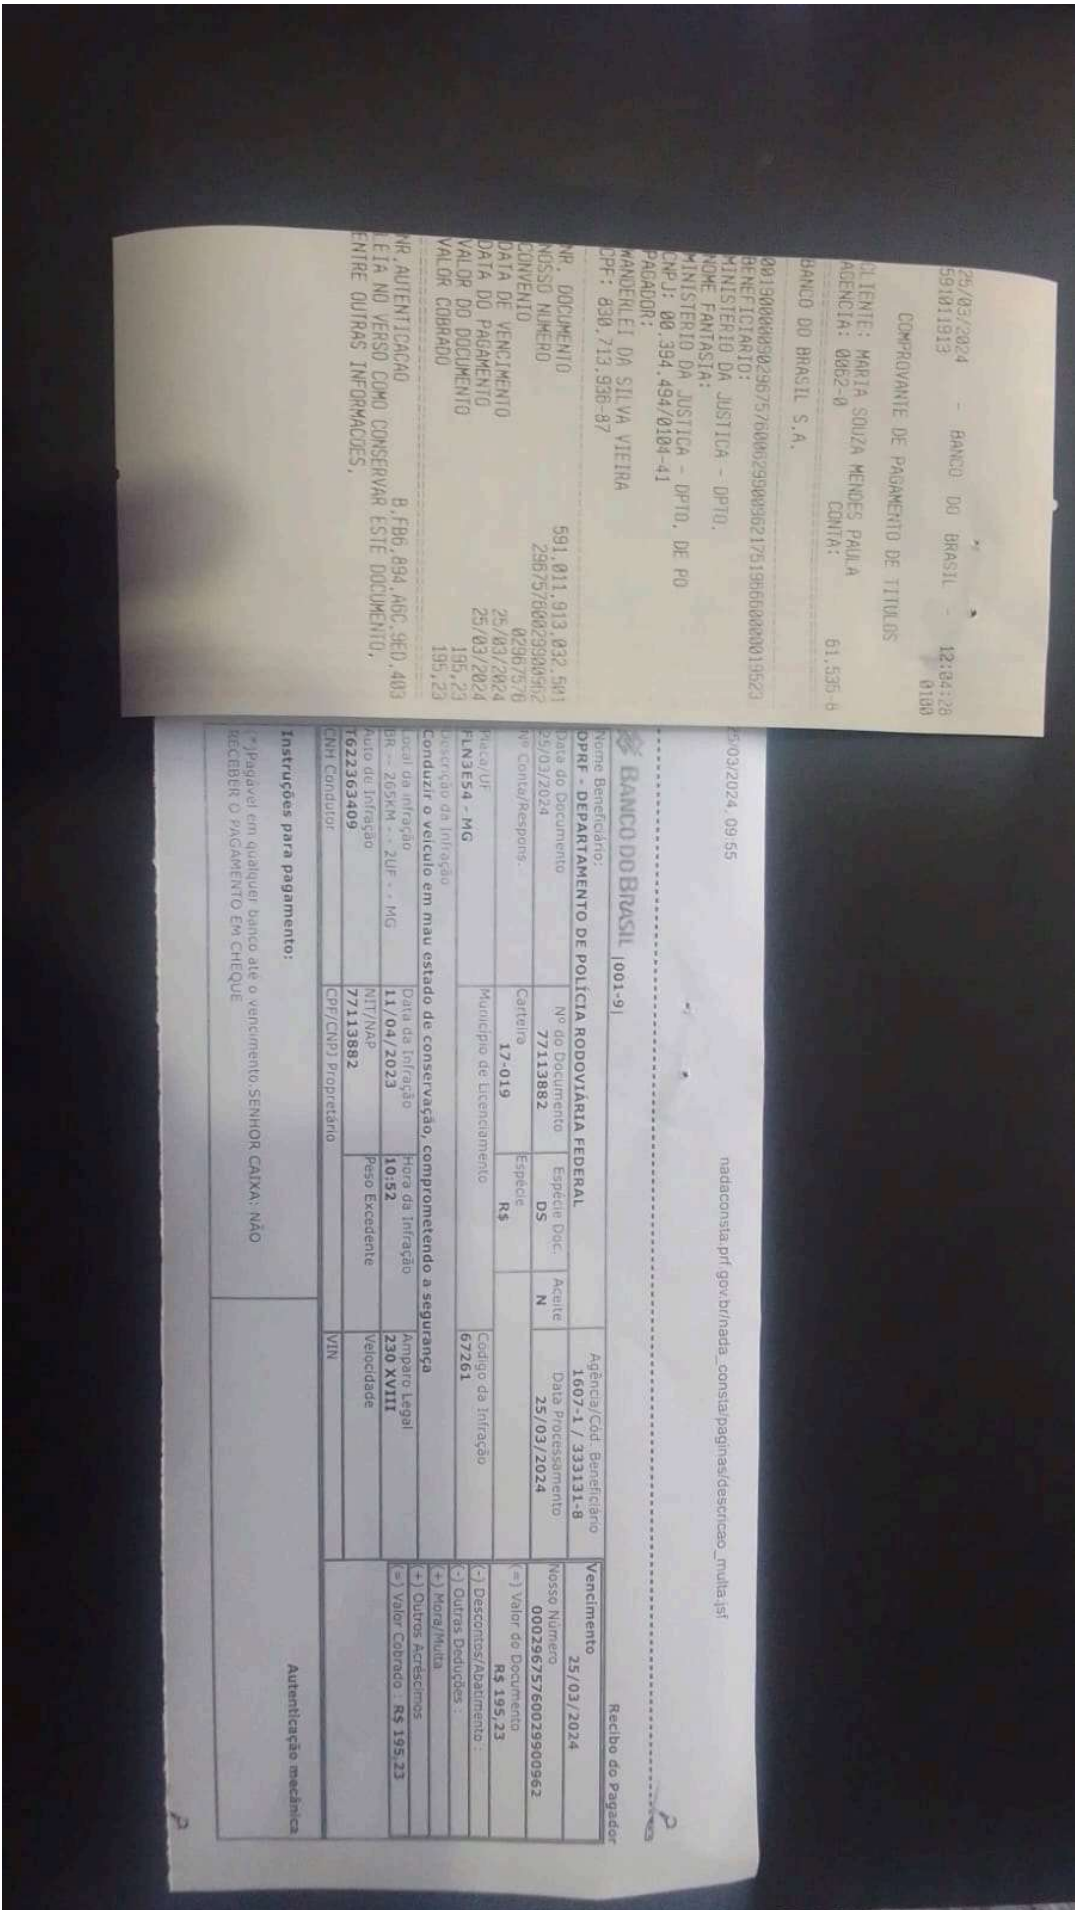 25/03/2024 - BANCO DO BRASIL - 12:04:28
591011913 0100
COMPROVANTE DE PAGAMENTO DE TITULOS
CLIENTE: MARIA SOUZA MENDES PAULA
AGENCIA: 0062-0 CONTA: 61.535-8
BANCO DO BRASIL S.A.
BENEFICIARIO:
MINISTERIO DA JUSTICA - DPTO.
NOME FANTASIA:
MINISTERIO DA JUSTICA - DPTO. DE PO
CNPJ: 00.394.494/0104-41
PAGADOR:
WANDERLEI DA SILVA VIEIRA
CPF: 830.713.936-87
NR. DOCUMENTO 591.011.913.032.501
NOSSO NUMERO 29675760029900962
CONVENIO 02967576
DATA DE VENCIMENTO 25/03/2024
DATA DO PAGAMENTO 25/03/2024
VALOR DO DOCUMENTO 195,23
VALOR COBRADO 195,23
NR.AUTENTICACAO B.FB6.894.A6C.9ED.403
LEIA NO VERSO COMO CONSERVAR ESTE DOCUMENTO,
ENTRE OUTRAS INFORMACOES.
25/03/2024, 09:55 nadaconsta.prf.gov.br/nada_consta/paginas/descricao_multa.jsf
BANCO DO BRASIL |001-9| Recibo do Pagador
Nome Beneficiário: Agência/Cód. Beneficiário Vencimento
DPRF - DEPARTAMENTO DE POLÍCIA RODOVIÁRIA FEDERAL 1607-1 / 333131-8 25/03/2024
Data do Documento Nº do Documento Espécie Doc. Aceite Data Processamento Nosso Número
25/03/2024 77113882 DS N 25/03/2024 00029675760029900962
Nº Conta/Respons. Carteira Espécie (=) Valor do Documento
17-019 R$ R$ 195,23
Placa/UF Município de Licenciamento Código da Infração (-) Descontos/Abatimento :
FLN3E54 - MG 67261
Descrição da Infração (-) Outras Deduções :
Conduzir o veículo em mau estado de conservação, comprometendo a segurança (+) Mora/Multa
Local da infração Data da Infração Hora da Infração Amparo Legal (+) Outros Acréscimos
BR -- 265KM - - 2UF - - MG 11/04/2023 10:52 230 XVIII (=) Valor Cobrado : R$ 195,23
Auto de Infração NIT/NAP Peso Excedente Velocidade
T622363409 77113882
CNH Condutor CPF/CNPJ Propretário VIN
Instruções para pagamento: Autenticação mecânica
(*)Pagável em qualquer banco até o vencimento.SENHOR CAIXA: NÃO
RECEBER O PAGAMENTO EM CHEQUE